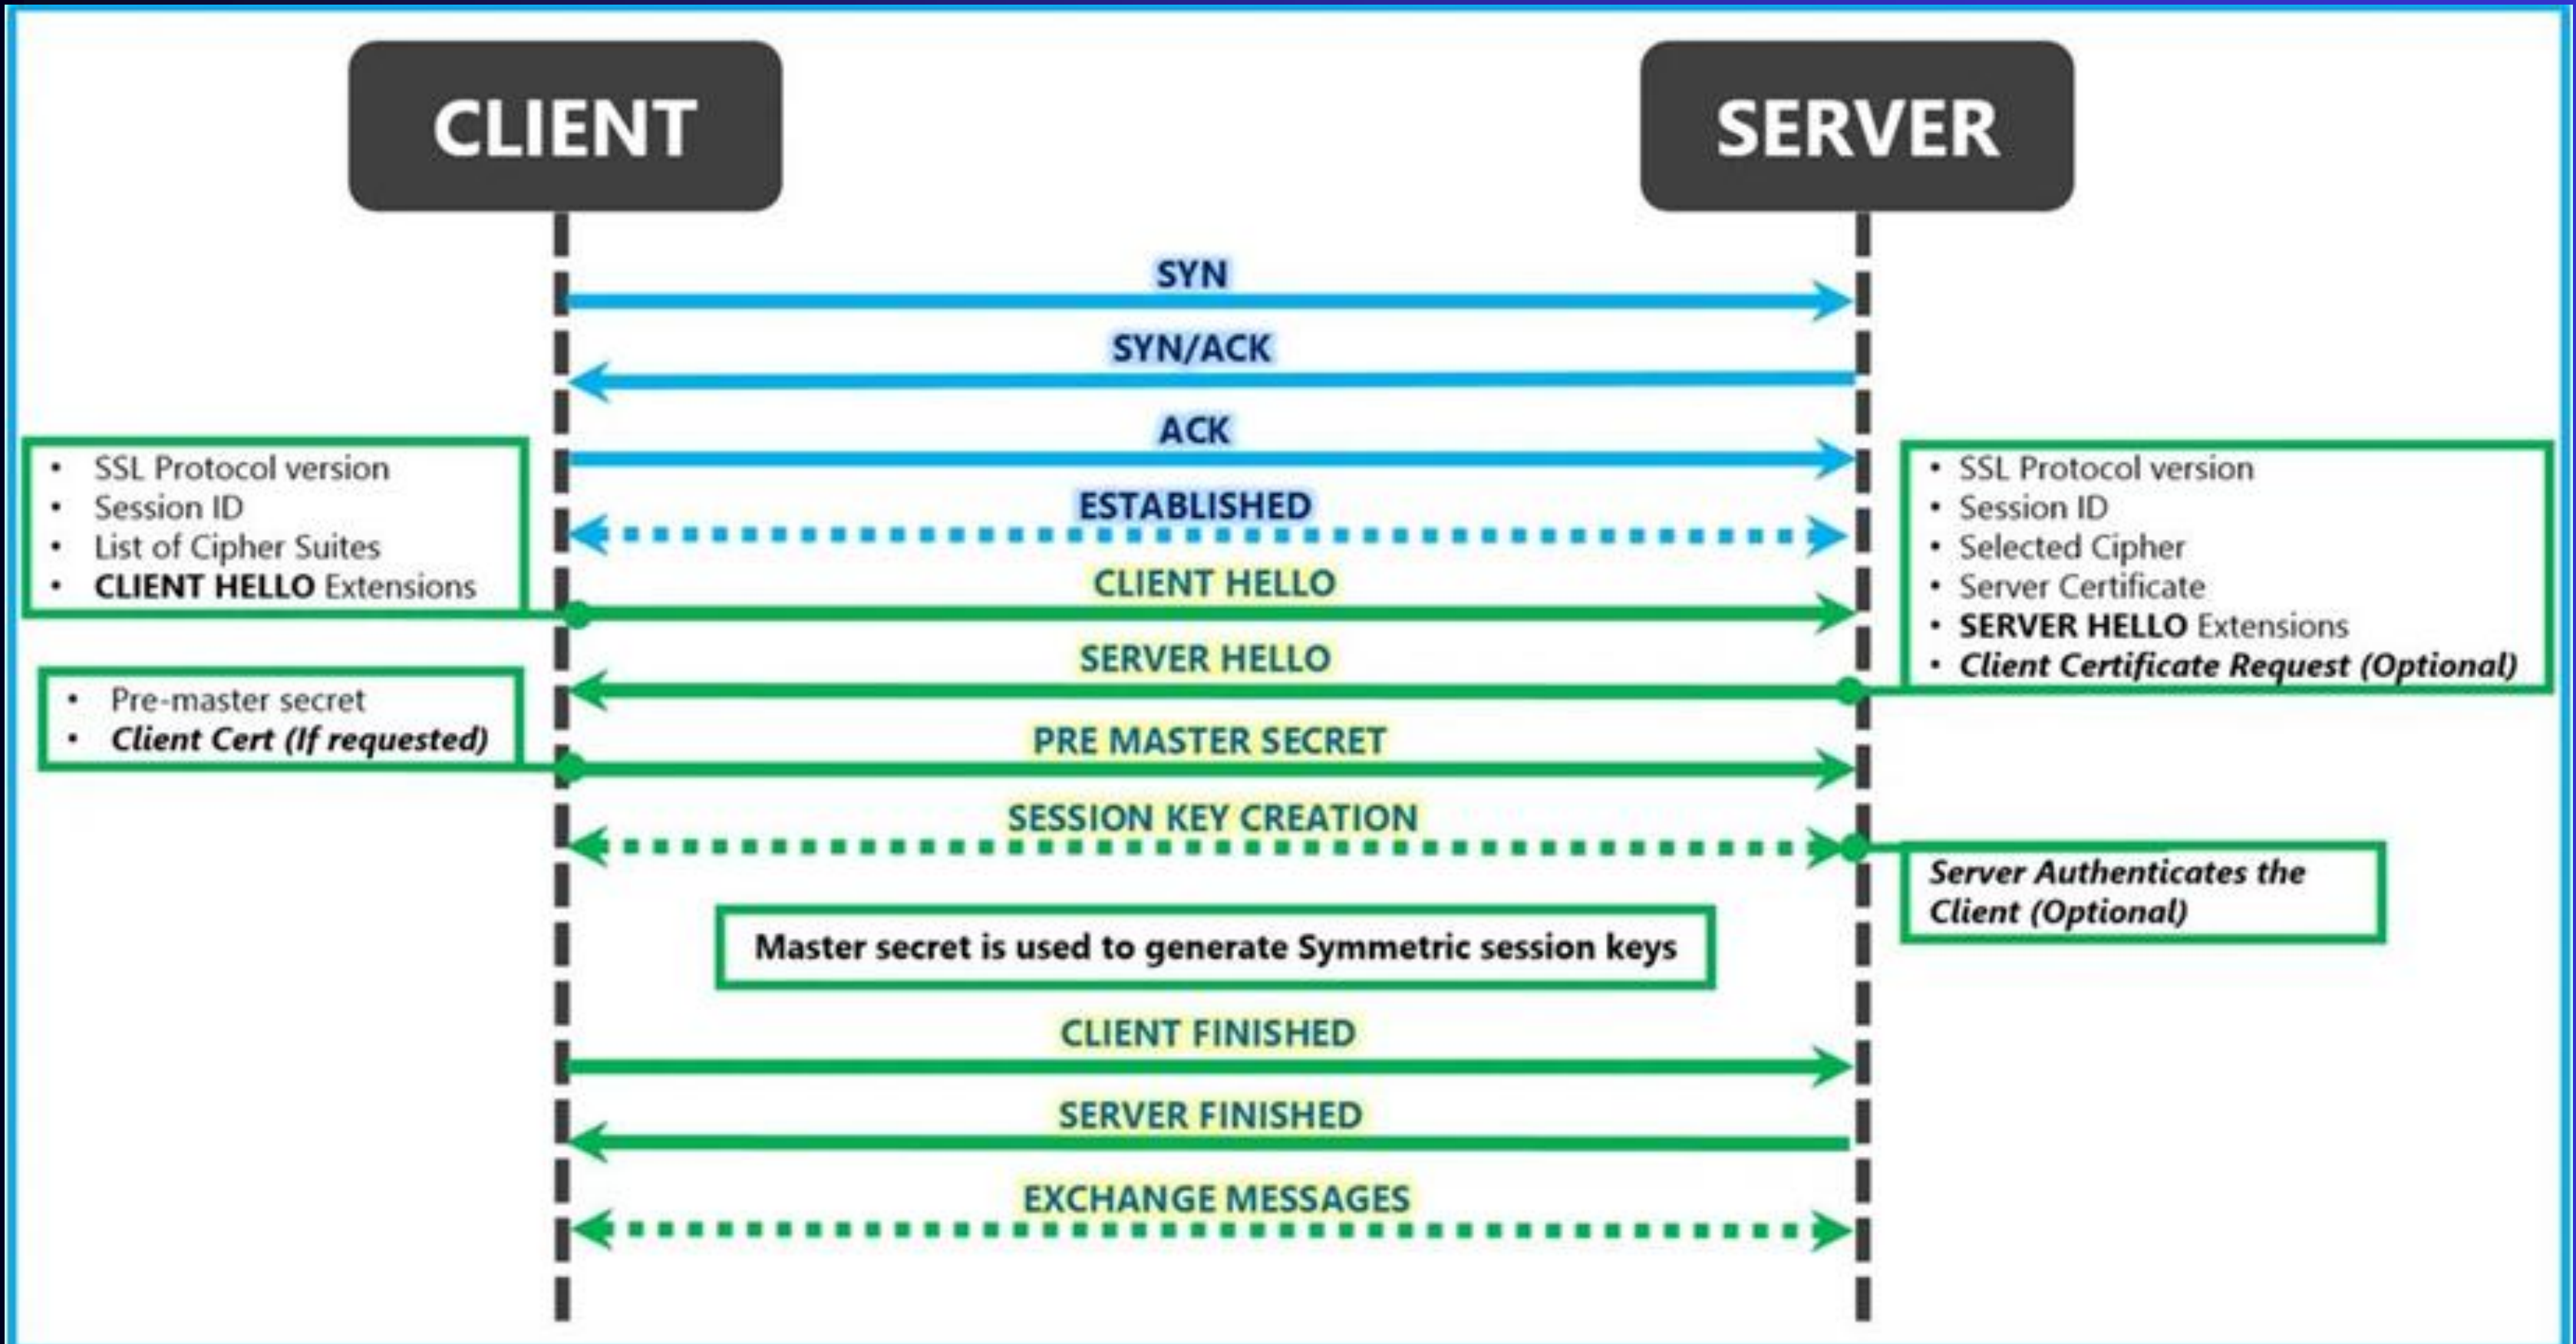 CLIENT
SERVER
SYN
SYN/ACK
ACK
ESTABLISHED
• SSL Protocol version
• Session ID
• List of Cipher Suites
• CLIENT HELLO Extensions
• SSL Protocol version
• Session ID
• Selected Cipher
• Server Certificate
• SERVER HELLO Extensions
• Client Certificate Request (Optional)
CLIENT HELLO
SERVER HELLO
• Pre-master secret
• Client Cert (If requested)
PRE MASTER SECRET
SESSION KEY CREATION
Server Authenticates the
Client (Optional)
Master secret is used to generate Symmetric session keys
CLIENT FINISHED
SERVER FINISHED
EXCHANGE MESSAGES